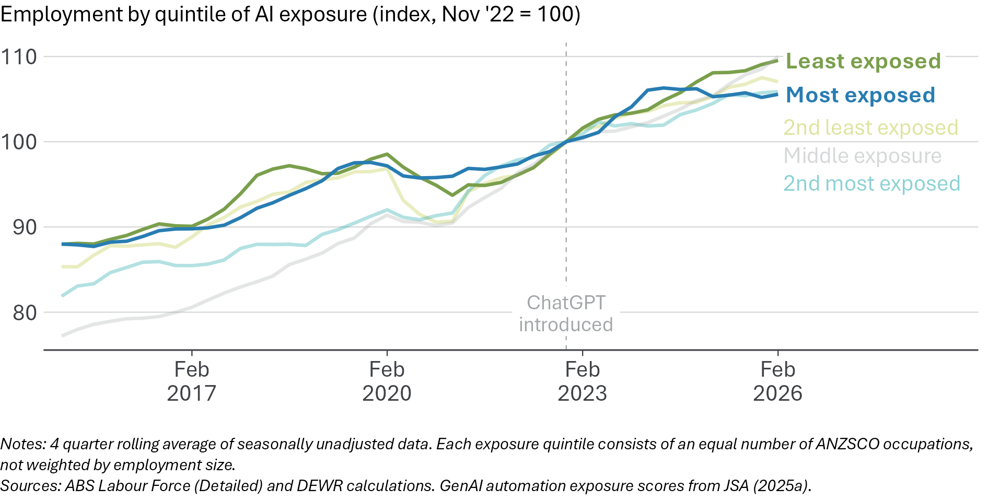 Employment by quintile of AI exposure (index, Nov '22 = 100)
110
100
90
80
Least exposed
Most exposed
2nd least exposed
Middle exposure
2nd most exposed
ChatGPT
introduced
Feb
2017
Feb
2020
Feb
2023
Feb
2026
Notes: 4 quarter rolling average of seasonally unadjusted data. Each exposure quintile consists of an equal number of ANZSCO occupations,
not weighted by employment size.
Sources: ABS Labour Force (Detailed) and DEWR calculations. GenAI automation exposure scores from JSA (2025a).